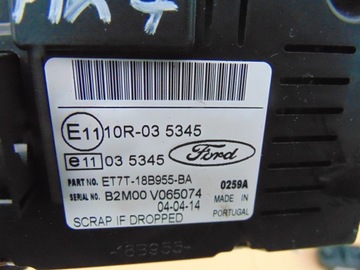 E11 10R-03 5345
e11 03 5345 Ford
PART NO. ET7T-18B955-BA 0259A
SERIAL NO. B2M00 V065074 MADE IN
04-04-14 PORTUGAL
SCRAP IF DROPPED
-18B955-